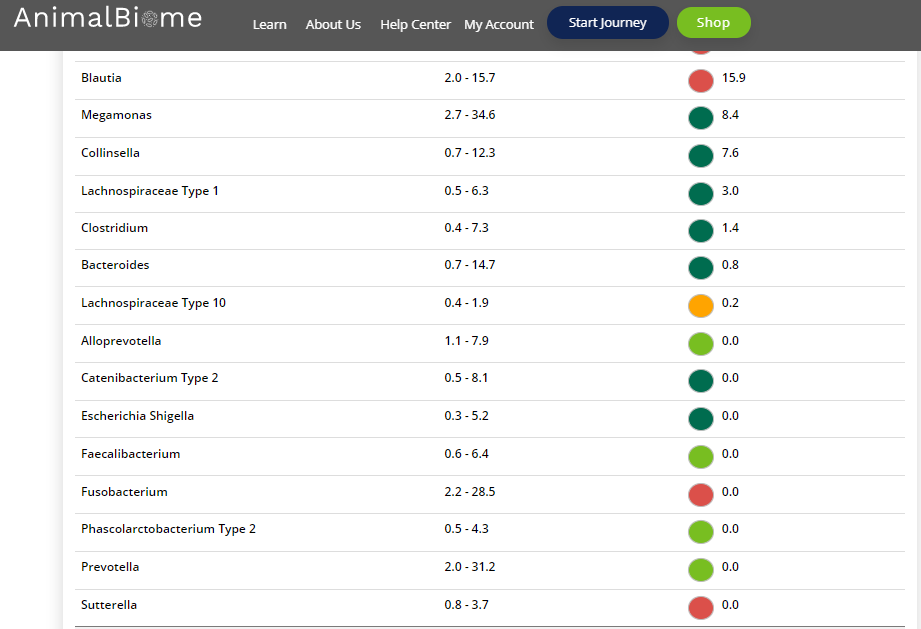 AnimalBiome
Learn About Us Help Center My Account Start Journey Shop
Blautia 2.0 - 15.7 15.9
Megamonas 2.7 - 34.6 8.4
Collinsella 0.7 - 12.3 7.6
Lachnospiraceae Type 1 0.5 - 6.3 3.0
Clostridium 0.4 - 7.3 1.4
Bacteroides 0.7 - 14.7 0.8
Lachnospiraceae Type 10 0.4 - 1.9 0.2
Alloprevotella 1.1 - 7.9 0.0
Catenibacterium Type 2 0.5 - 8.1 0.0
Escherichia Shigella 0.3 - 5.2 0.0
Faecalibacterium 0.6 - 6.4 0.0
Fusobacterium 2.2 - 28.5 0.0
Phascolarctobacterium Type 2 0.5 - 4.3 0.0
Prevotella 2.0 - 31.2 0.0
Sutterella 0.8 - 3.7 0.0